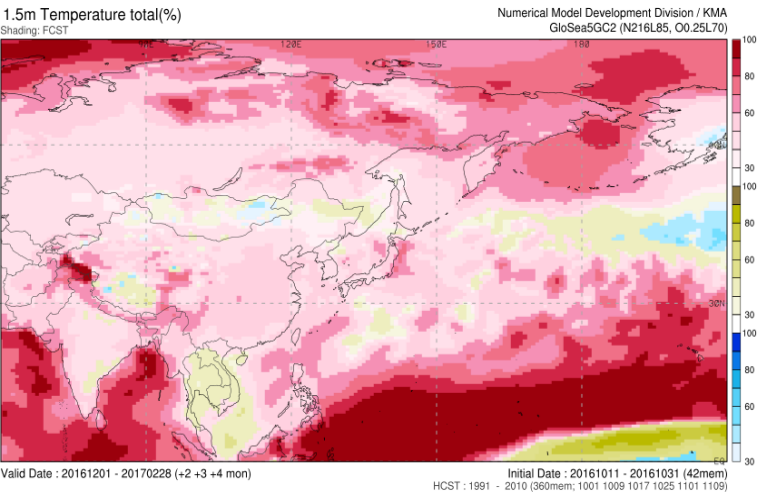 1.5m Temperature total(%)
Numerical Model Development Division / KMA
Shading: FCST
GloSea5GC2 (N216L85, O0.25L70)
90E 120E 150E 180
100
80
60
30
100
80
60
30
100
80
60
30
30N
EQ
Valid Date : 20161201 - 20170228 (+2 +3 +4 mon)
Initial Date : 20161011 - 20161031 (42mem)
HCST : 1991 - 2010 (360mem; 1001 1009 1017 1025 1101 1109)